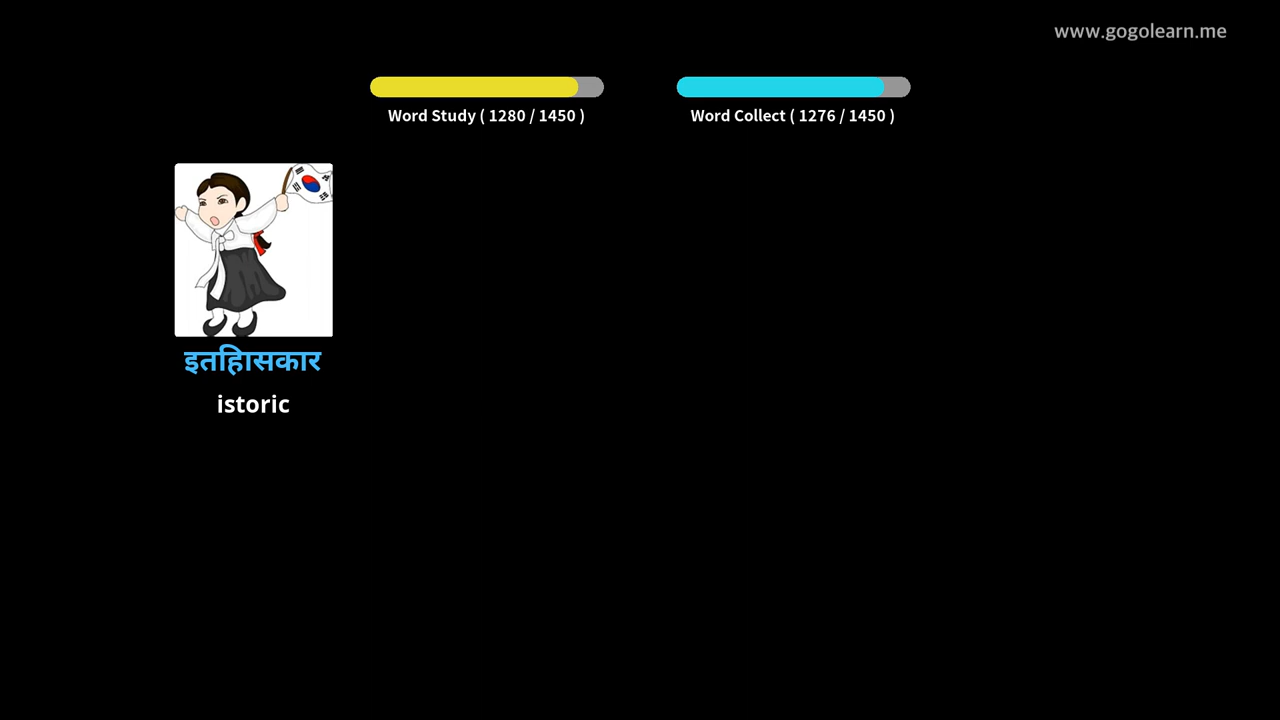 www.gogolearn.me
Word Study ( 1280 / 1450 )
Word Collect ( 1276 / 1450 )
इतिहासकार
istoric